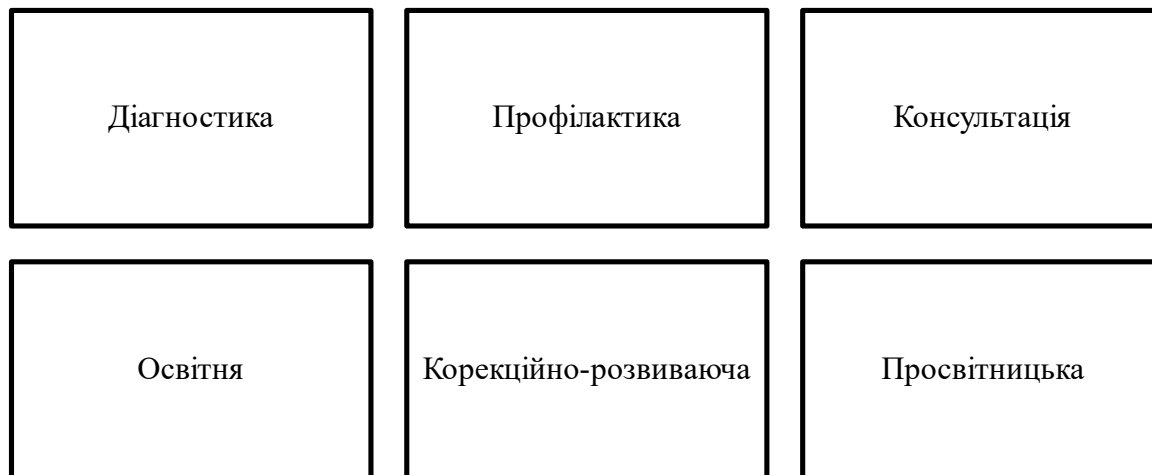 Діагностика
Профілактика
Консультація
Освітня
Корекційно-розвиваюча
Просвітницька